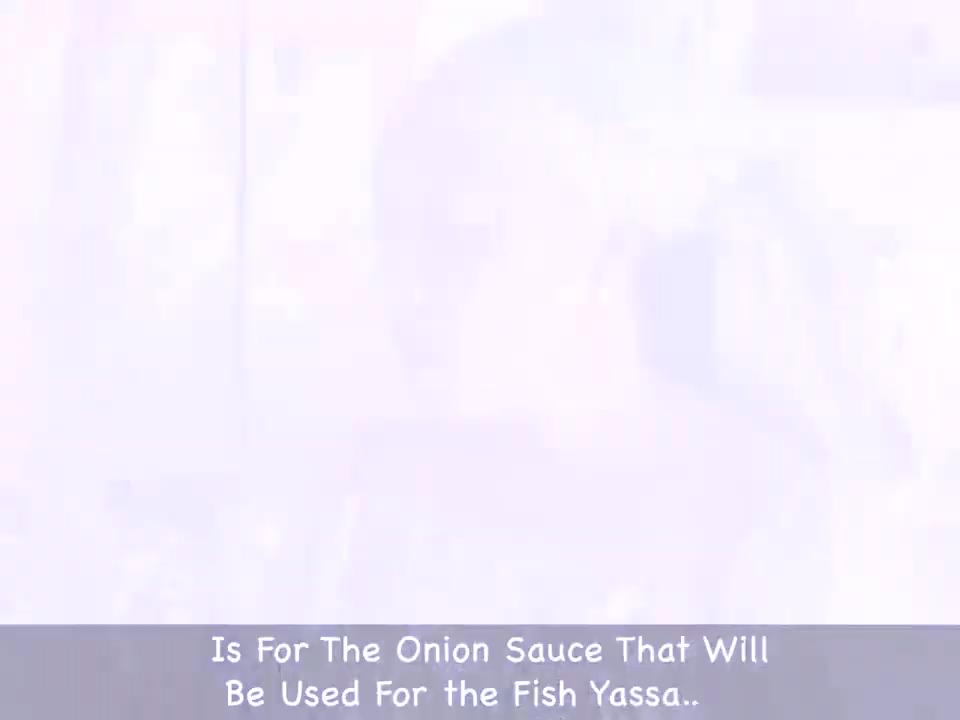 Is For The Onion Sauce That Will
Be Used For the Fish Yassa..